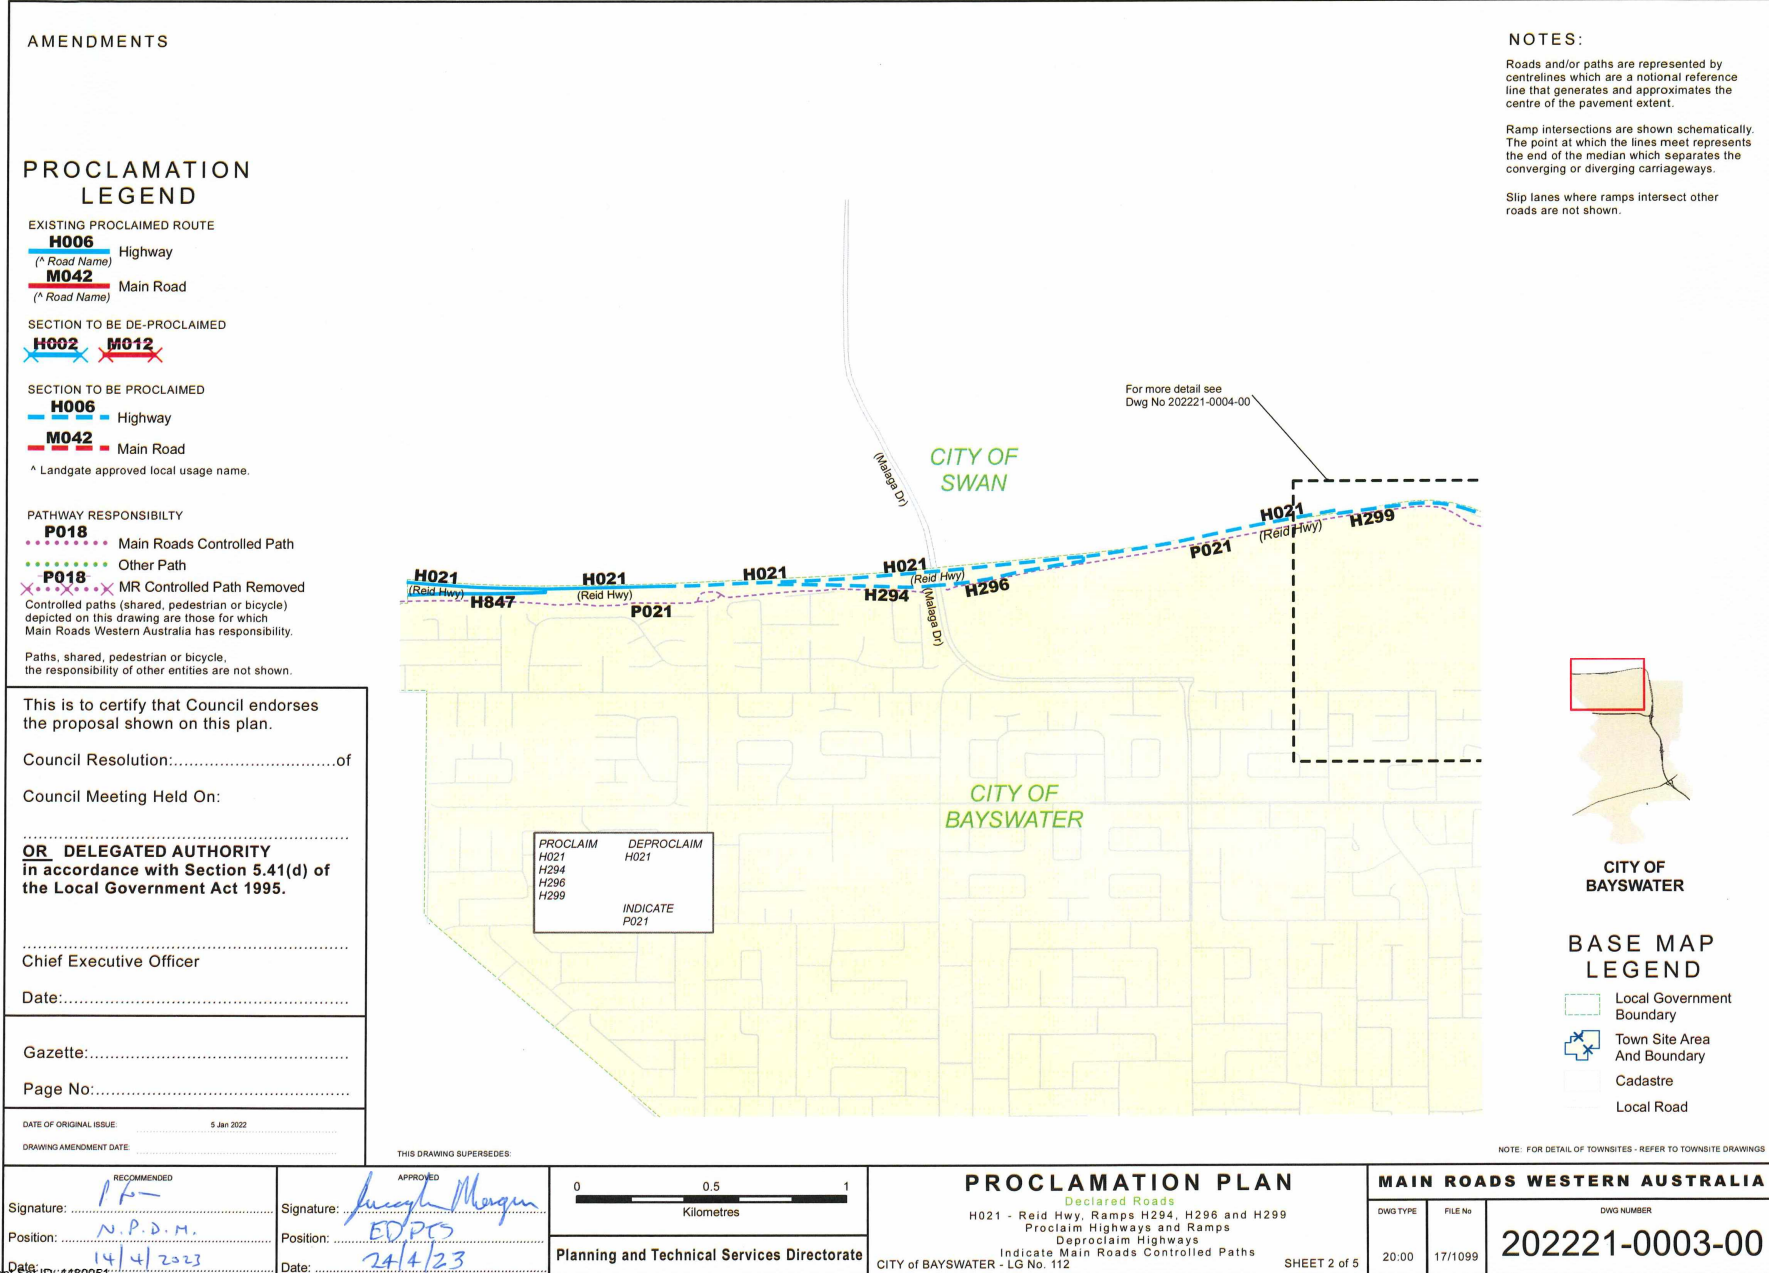 AMENDMENTS
PROCLAMATION
LEGEND
EXISTING PROCLAIMED ROUTE
H006
Highway
(^ Road Name)
M042
Main Road
(^ Road Name)
SECTION TO BE DE-PROCLAIMED
H002 M012
SECTION TO BE PROCLAIMED
H006
Highway
M042
Main Road
^ Landgate approved local usage name.
PATHWAY RESPONSIBILTY
P018
Main Roads Controlled Path
Other Path
P018
MR Controlled Path Removed
Controlled paths (shared, pedestrian or bicycle)
depicted on this drawing are those for which
Main Roads Western Australia has responsibility.
Paths, shared, pedestrian or bicycle,
the responsibility of other entities are not shown.
This is to certify that Council endorses
the proposal shown on this plan.
Council Resolution:................................of
Council Meeting Held On:
OR DELEGATED AUTHORITY
in accordance with Section 5.41(d) of
the Local Government Act 1995.
Chief Executive Officer
Date:
Gazette:
Page No:
DATE OF ORIGINAL ISSUE: 5 Jan 2022
DRAWING AMENDMENT DATE:
NOTES:
Roads and/or paths are represented by
centrelines which are a notional reference
line that generates and approximates the
centre of the pavement extent.
Ramp intersections are shown schematically.
The point at which the lines meet represents
the end of the median which separates the
converging or diverging carriageways.
Slip lanes where ramps intersect other
roads are not shown.
For more detail see
Dwg No 202221-0004-00
(Malaga Dr)
CITY OF
SWAN
H021
(Reid Hwy)
H847
H021
(Reid Hwy)
P021
H021
H021
(Reid Hwy)
H294
H296
(Malaga Dr)
P021
H021
(Reid Hwy)
H299
CITY OF
BAYSWATER
PROCLAIM DEPROCLAIM
H021 H021
H294
H296
H299
INDICATE
P021
CITY OF
BAYSWATER
BASE MAP
LEGEND
Local Government
Boundary
Town Site Area
And Boundary
Cadastre
Local Road
THIS DRAWING SUPERSEDES:
NOTE: FOR DETAIL OF TOWNSITES - REFER TO TOWNSITE DRAWINGS
RECOMMENDED
Signature:
Position: N.P.D.M.
Date: 14/4/2023
APPROVED
Signature:
Position: EDPTS
Date: 24/4/23
0 0.5 1
Kilometres
Planning and Technical Services Directorate
PROCLAMATION PLAN
Declared Roads
H021 - Reid Hwy, Ramps H294, H296 and H299
Proclaim Highways and Ramps
Deproclaim Highways
Indicate Main Roads Controlled Paths
CITY of BAYSWATER - LG No. 112
SHEET 2 of 5
MAIN ROADS WESTERN AUSTRALIA
DWG TYPE
20:00
FILE No
17/1099
DWG NUMBER
202221-0003-00